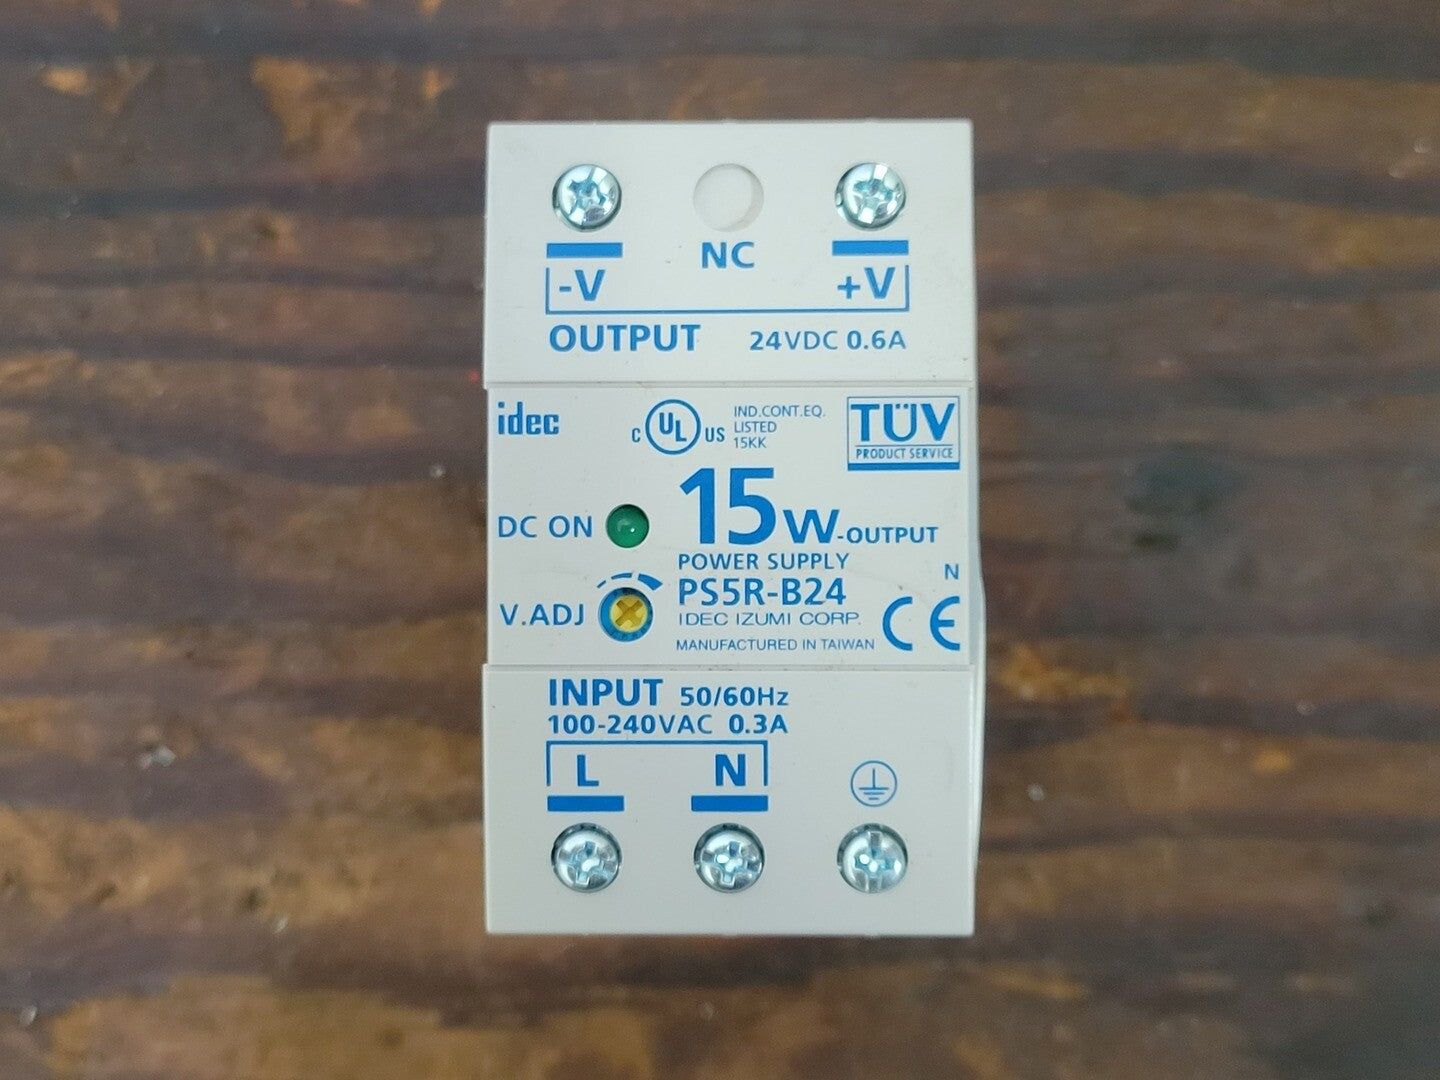 NC
-V +V
OUTPUT 24VDC 0.6A
idec
C UL US
IND.CONT.EQ.
LISTED
15KK
TÜV
PRODUCT SERVICE
15W-OUTPUT
DC ON
POWER SUPPLY
N
PS5R-B24
V.ADJ
IDEC IZUMI CORP.
CE
MANUFACTURED IN TAIWAN
INPUT 50/60Hz
100-240VAC 0.3A
L N